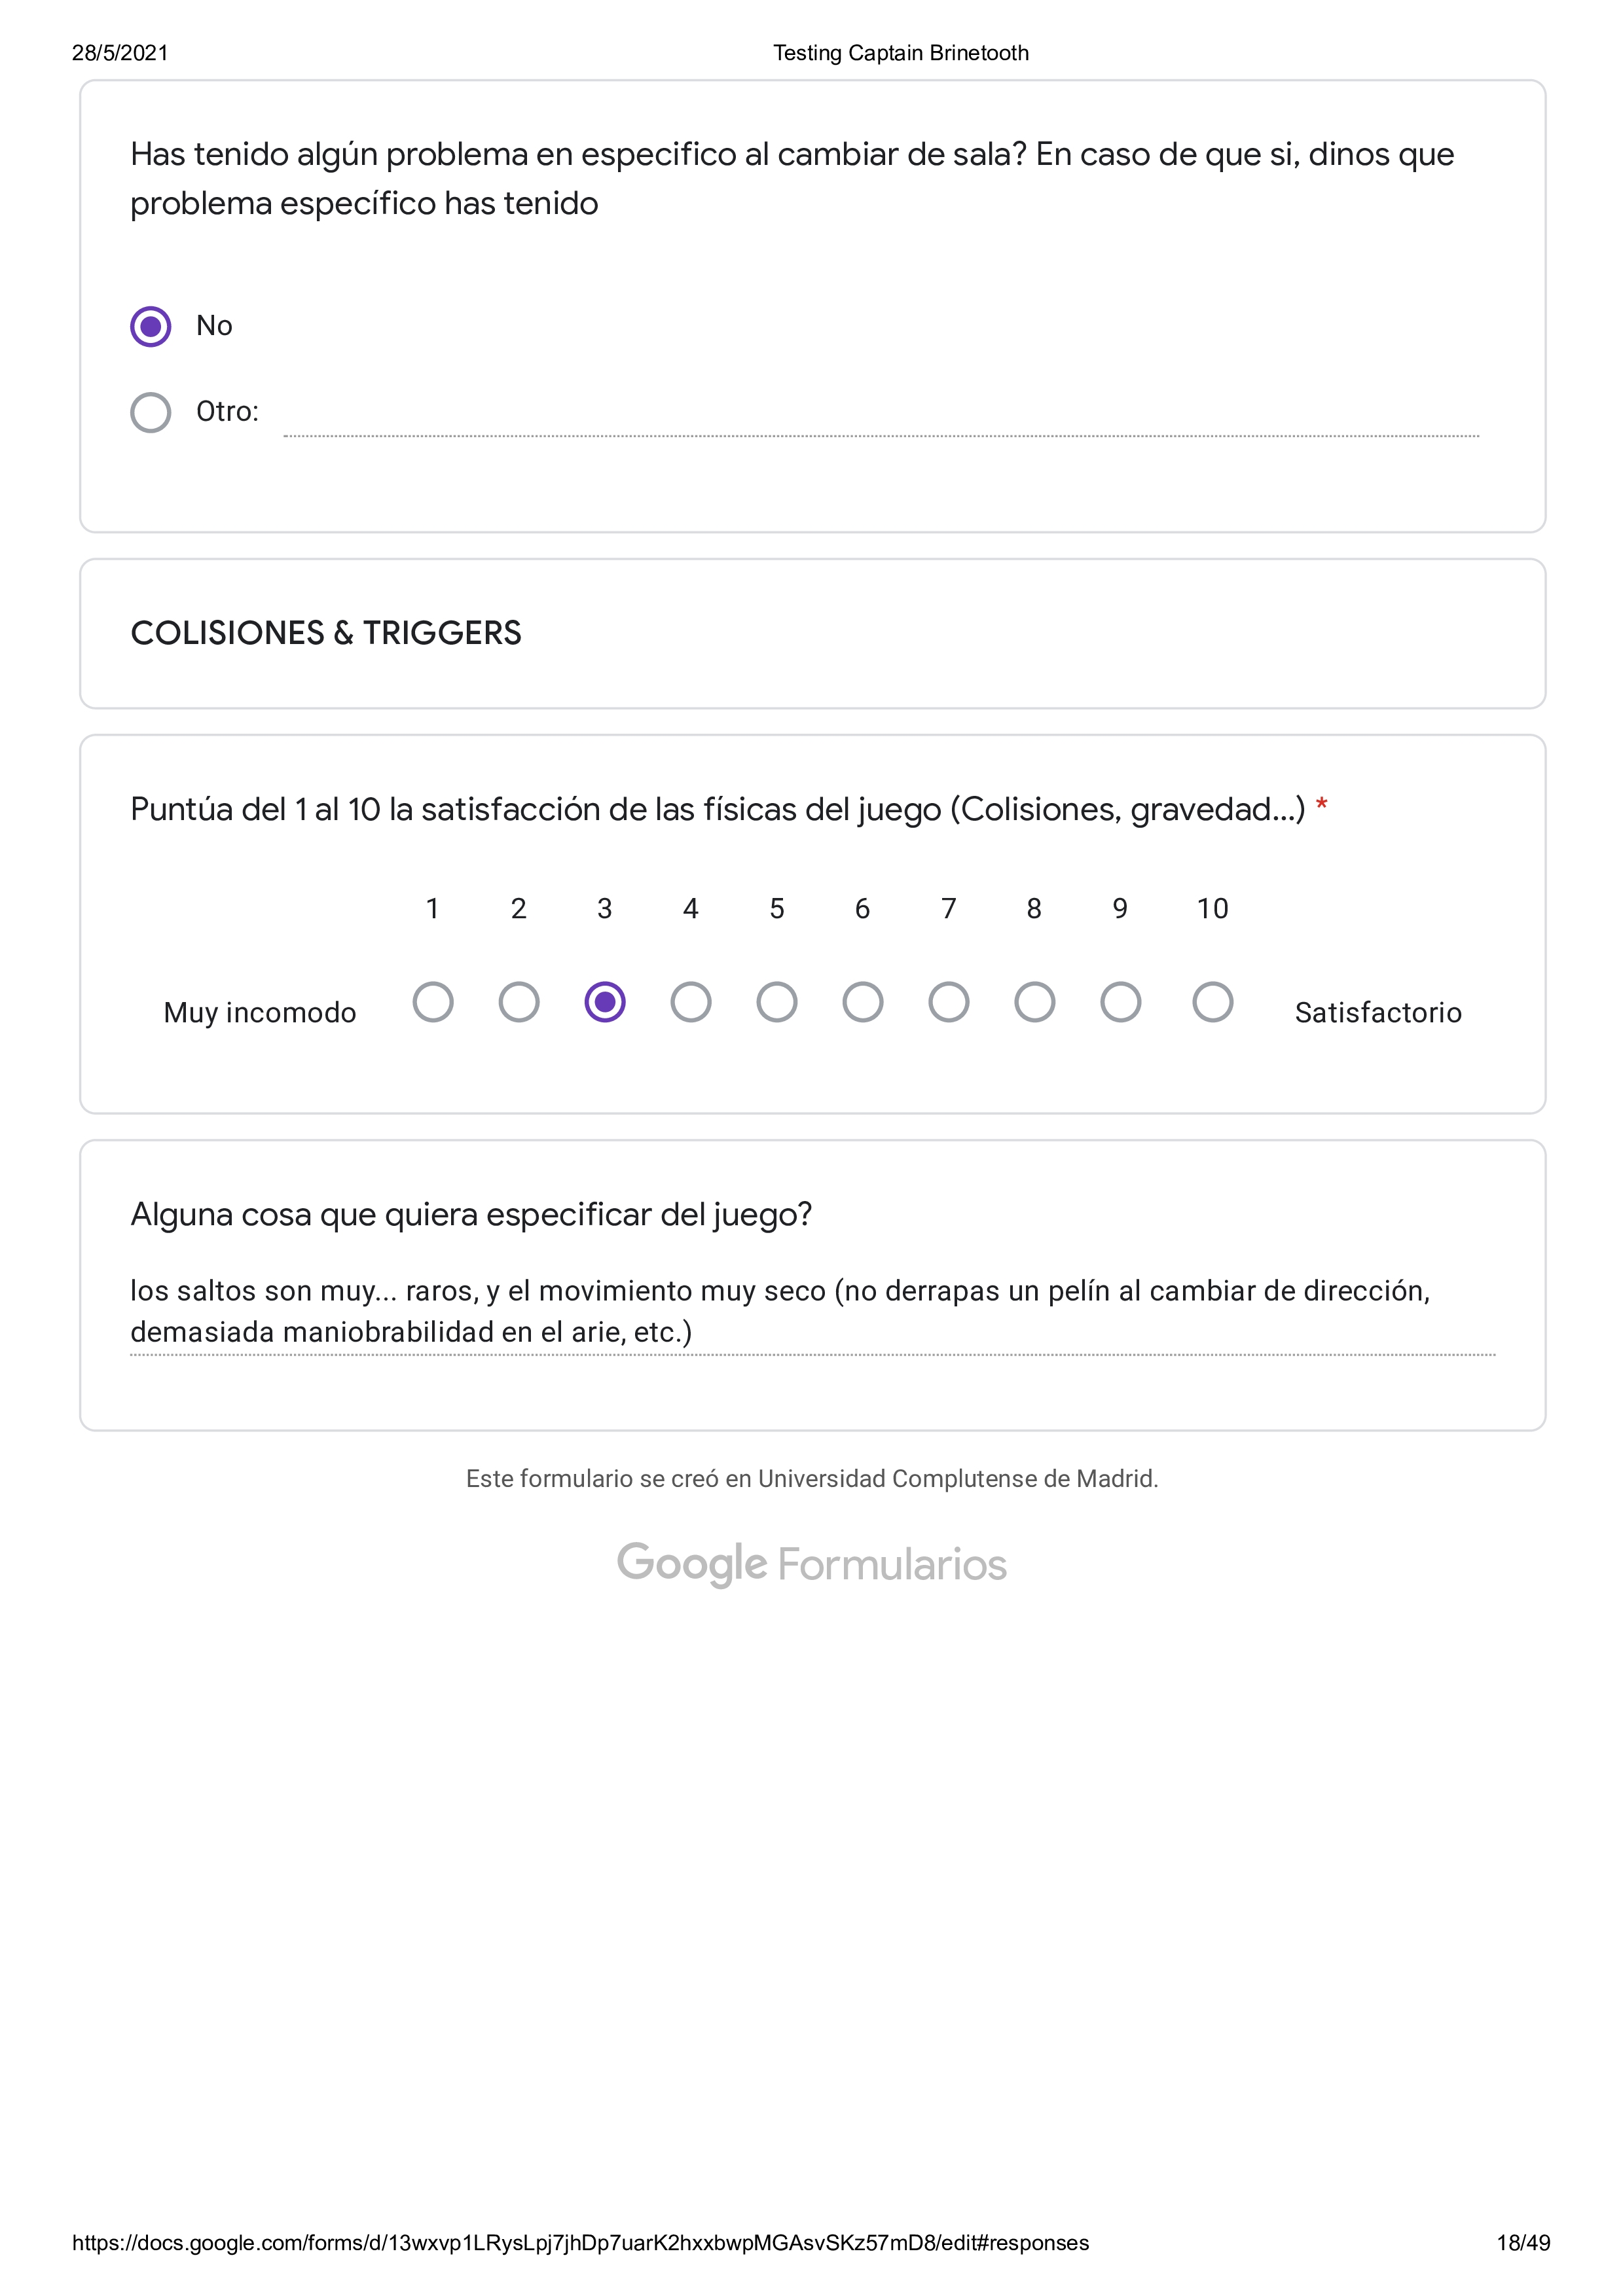 28/5/2021 Testing Captain Brinetooth
Has tenido algún problema en especifico al cambiar de sala? En caso de que si, dinos que
problema específico has tenido
No
Otro:
COLISIONES & TRIGGERS
Puntúa del 1 al 10 la satisfacción de las físicas del juego (Colisiones, gravedad...) *
1 2 3 4 5 6 7 8 9 10
Muy incomodo Satisfactorio
Alguna cosa que quiera especificar del juego?
los saltos son muy... raros, y el movimiento muy seco (no derrapas un pelín al cambiar de dirección,
demasiada maniobrabilidad en el arie, etc.)
Este formulario se creó en Universidad Complutense de Madrid.
Google Formularios
https://docs.google.com/forms/d/13wxvp1LRysLpj7jhDp7uarK2hxxbwpMGAsvSKz57mD8/edit#responses 18/49